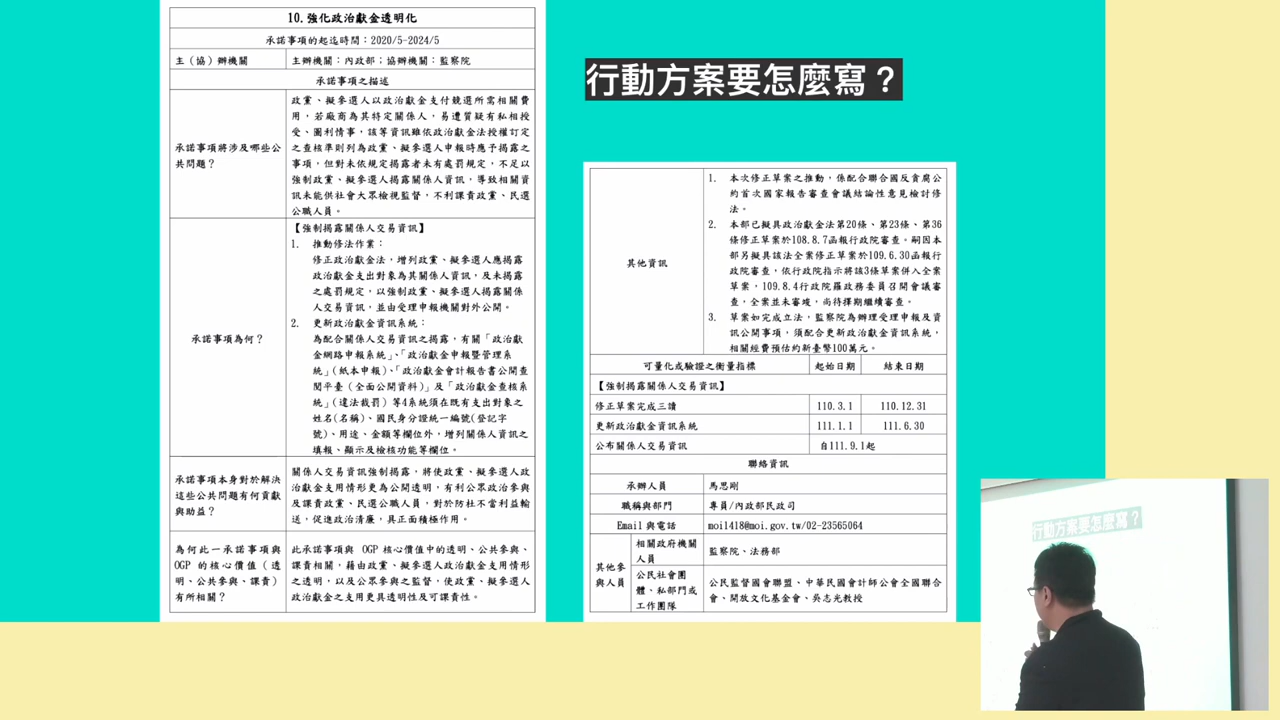 10.強化政治獻金透明化
承諾事項的起迄時間：2020/5-2024/5
主（協）辦機關
主辦機關：內政部；協辦機關：監察院
承諾事項之描述
承諾事項將涉及哪些公
共問題？
政黨、擬參選人以政治獻金支付競選所需相關費
用，若廠商為其特定關係人，易遭質疑有私相授
受、圖利情事，該等資訊雖依政治獻金法授權訂定
之查核準則列為政黨、擬參選人申報時應予揭露之
事項，但對未依規定揭露者未有處罰規定，不足以
強制政黨、擬參選人揭露關係人資訊，導致相關資
訊未能供社會大眾檢視監督，不利課責政黨、民選
公職人員。
承諾事項為何？
【強制揭露關係人交易資訊】
1. 推動修法作業：
修正政治獻金法，增列政黨、擬參選人應揭露
政治獻金支出對象為其關係人資訊，及未揭露
之處罰規定，以強制政黨、擬參選人揭露關係
人交易資訊，並由受理申報機關對外公開。
2. 更新政治獻金資訊系統：
為配合關係人交易資訊之揭露，有關「政治獻
金網路申報系統」、「政治獻金申報暨管理系
統」(紙本申報)、「政治獻金會計報告書公開查
閱平臺（全面公開資料）」及「政治獻金查核系
統」(違法裁罰）等4系統須在既有支出對象之
姓名(名稱)、國民身分證統一編號(登記字
號)、用途、金額等欄位外，增列關係人資訊之
填報、顯示及檢核功能等欄位。
承諾事項本身對於解決
這些公共問題有何貢獻
與助益？
關係人交易資訊強制揭露，將使政黨、擬參選人政
治獻金支用情形更為公開透明，有利公眾政治參與
及課責政黨、民選公職人員，對於防杜不當利益輸
送，促進政治清廉，具正面積極作用。
為何此一承諾事項與
OGP 的核心價值（透
明、公共參與、課責）
有所相關？
此承諾事項與 OGP 核心價值中的透明、公共參與、
課責相關，藉由政黨、擬參選人政治獻金支用情形
之透明，以及公眾參與之監督，使政黨、擬參選人
政治獻金之支用更具透明性及可課責性。
行動方案要怎麼寫？
其他資訊
1. 本次修正草案之推動，係配合聯合國反貪腐公
約首次國家報告審查會議結論性意見檢討修
法。
2. 本部已擬具政治獻金法第20條、第23條、第36
條修正草案於108.8.7函報行政院審查。嗣因本
部另擬具該法全案修正草案於109.6.30函報行
政院審查，依行政院指示將該3條草案併入全案
草案，109.8.4行政院羅政務委員召開會議審
查，全案並未審竣，尚待擇期繼續審查。
3. 草案如完成立法，監察院為辦理受理申報及資
訊公開事項，須配合更新政治獻金資訊系統，
相關經費預估約新臺幣100萬元。
可量化或驗證之衡量指標
起始日期
結束日期
【強制揭露關係人交易資訊】
修正草案完成三讀
110.3.1
110.12.31
更新政治獻金資訊系統
111.1.1
111.6.30
公布關係人交易資訊
自111.9.1起
聯絡資訊
承辦人員
馬思剛
職稱與部門
專員/內政部民政司
Email 與電話
moi1418@moi.gov.tw/02-23565064
其他參
與人員
相關政府機關
人員
監察院、法務部
公民社會團
體、私部門或
工作團隊
公民監督國會聯盟、中華民國會計師公會全國聯合
會、開放文化基金會、吳志光教授
行動方案要怎麼寫？